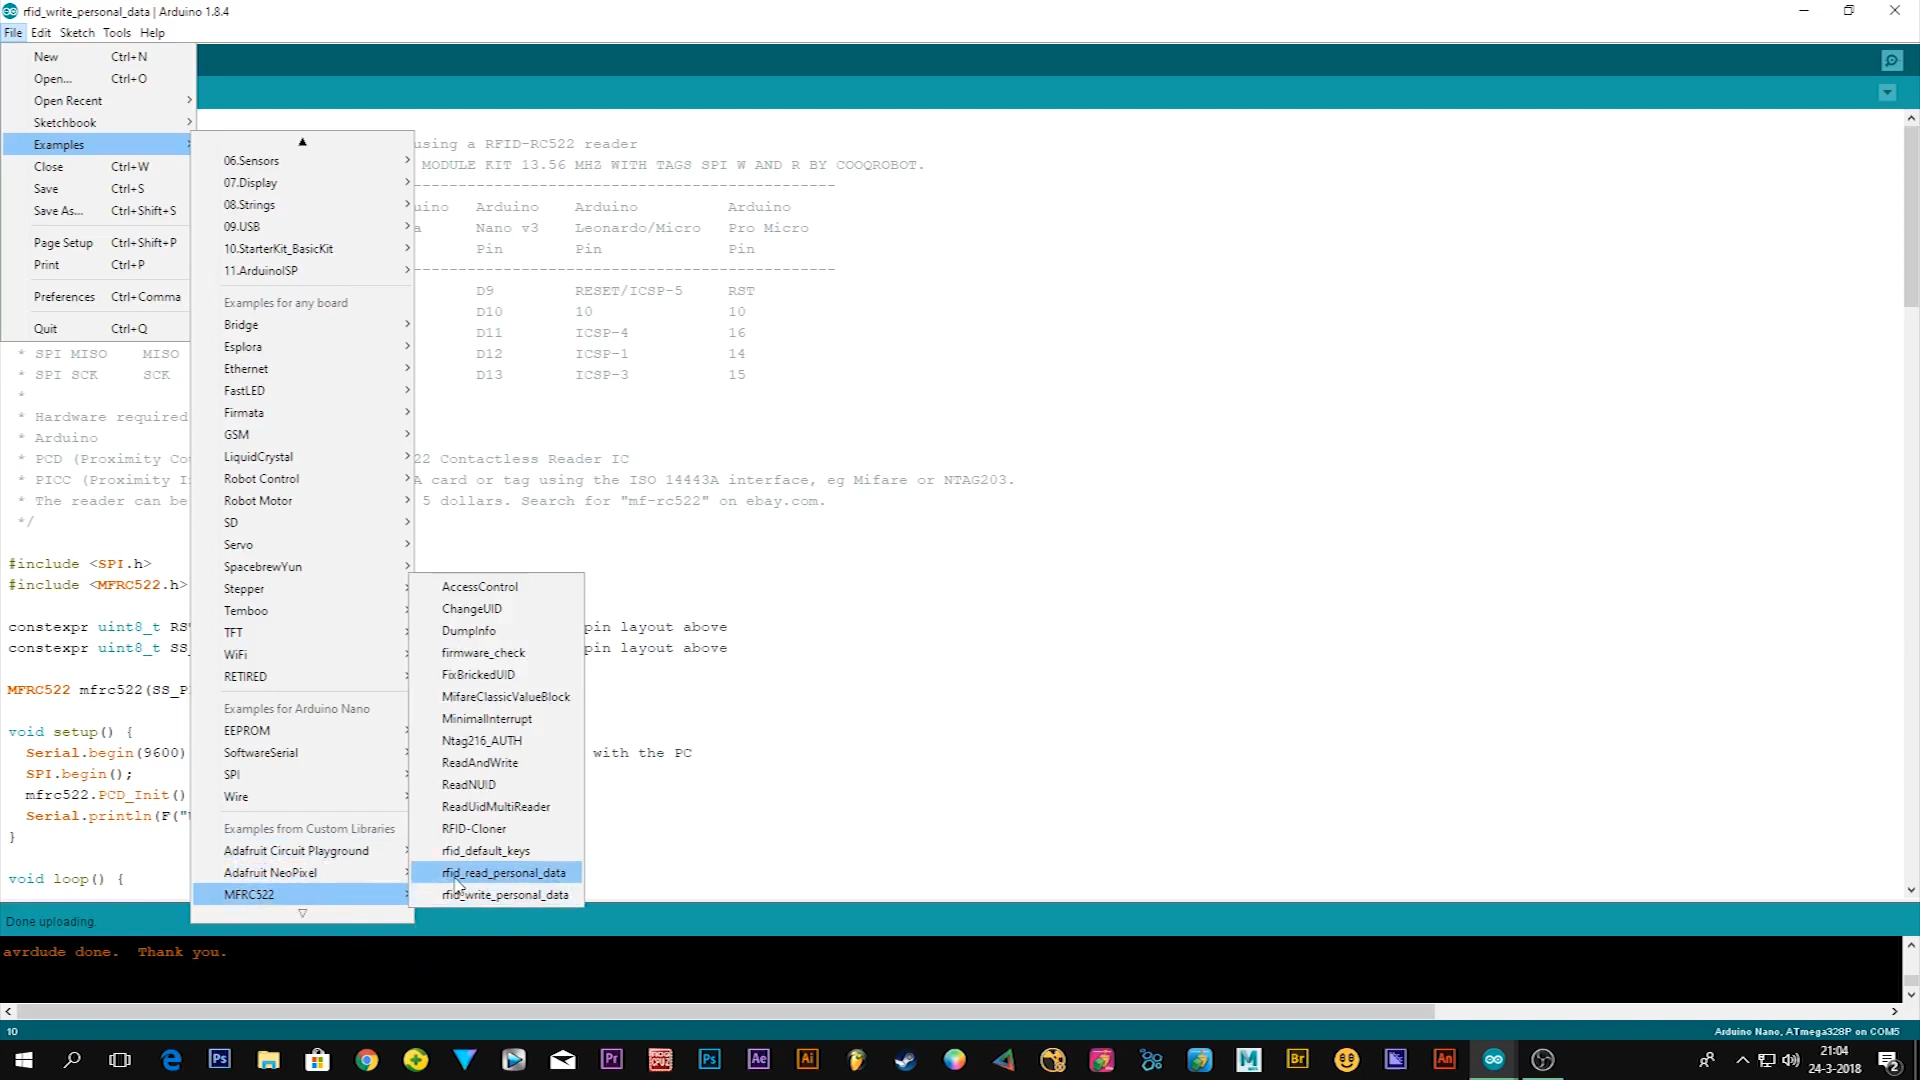 rfid_write_personal_data | Arduino 1.8.4
File Edit Sketch Tools Help
New Ctrl+N
Open... Ctrl+O
Open Recent
Sketchbook
Examples
Close Ctrl+W
Save Ctrl+S
Save As... Ctrl+Shift+S
Page Setup Ctrl+Shift+P
Print Ctrl+P
Preferences Ctrl+Comma
Quit Ctrl+Q
06.Sensors
07.Display
08.Strings
09.USB
10.StarterKit_BasicKit
11.ArduinoISP
Examples for any board
Bridge
Esplora
Ethernet
FastLED
Firmata
GSM
LiquidCrystal
Robot Control
Robot Motor
SD
Servo
SpacebrewYun
Stepper
Temboo
TFT
WiFi
RETIRED
Examples for Arduino Nano
EEPROM
SoftwareSerial
SPI
Wire
Examples from Custom Libraries
Adafruit Circuit Playground
Adafruit NeoPixel
MFRC522
AccessControl
ChangeUID
DumpInfo
firmware_check
FixBrickedUID
MifareClassicValueBlock
MinimalInterrupt
Ntag216_AUTH
ReadAndWrite
ReadNUID
ReadUidMultiReader
RFID-Cloner
rfid_default_keys
rfid_read_personal_data
rfid_write_personal_data
using a RFID-RC522 reader
MODULE KIT 13.56 MHZ WITH TAGS SPI W AND R BY COOQROBOT.
-----------------------------------------------
uino Arduino Arduino Arduino
a Nano v3 Leonardo/Micro Pro Micro
Pin Pin Pin
-----------------------------------------------
D9 RESET/ICSP-5 RST
D10 10 10
D11 ICSP-4 16
* SPI MISO MISO D12 ICSP-1 14
* SPI SCK SCK D13 ICSP-3 15
*
* Hardware required
* Arduino
* PCD (Proximity Co 22 Contactless Reader IC
* PICC (Proximity I A card or tag using the ISO 14443A interface, eg Mifare or NTAG203.
* The reader can be 5 dollars. Search for "mf-rc522" on ebay.com.
*/
#include <SPI.h>
#include <MFRC522.h>
constexpr uint8_t RS pin layout above
constexpr uint8_t SS_ pin layout above
MFRC522 mfrc522(SS_P
void setup() {
Serial.begin(9600) with the PC
SPI.begin();
mfrc522.PCD_Init()
Serial.println(F("
}
void loop() {
Done uploading.
avrdude done. Thank you.
10 Arduino Nano, ATmega328P on COM5
Ps Pr Ps Ae Ai M Br An
21:04
24-3-2018
2